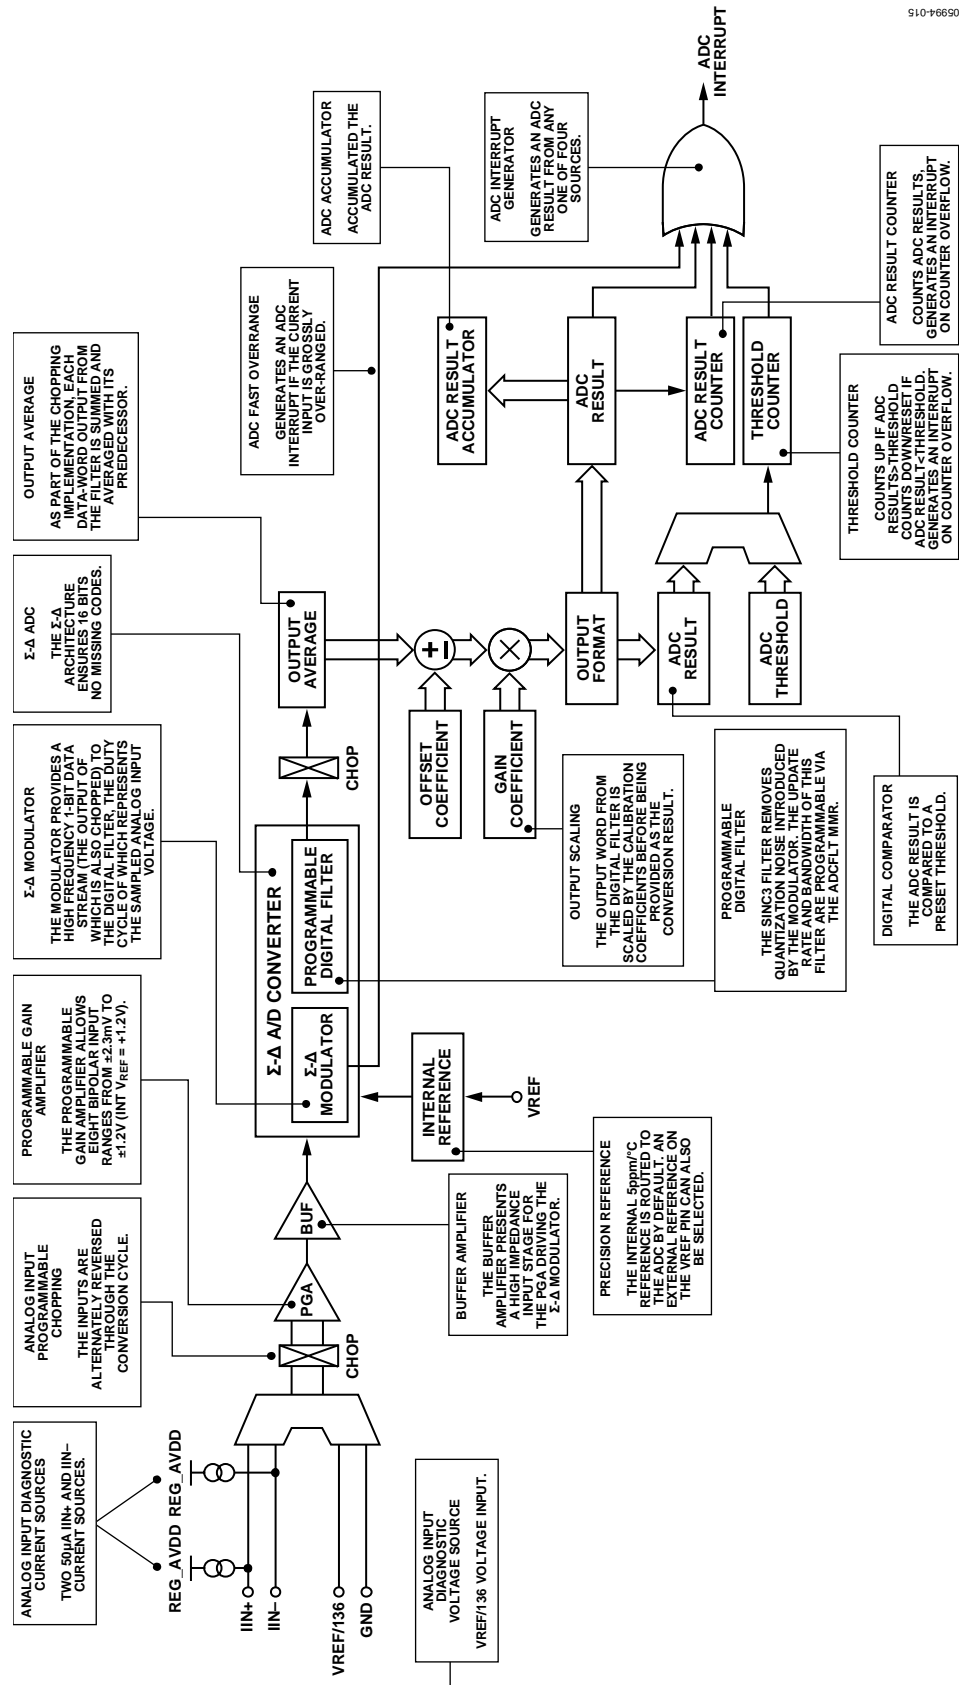 ANALOG INPUT DIAGNOSTIC
CURRENT SOURCES
TWO 50µA IIN+ AND IIN–
CURRENT SOURCES.
ANALOG INPUT
PROGRAMMABLE
CHOPPING
THE INPUTS ARE
ALTERNATELY REVERSED
THROUGH THE
CONVERSION CYCLE.
PROGRAMMABLE GAIN
AMPLIFIER
THE PROGRAMMABLE
GAIN AMPLIFIER ALLOWS
EIGHT BIPOLAR INPUT
RANGES FROM ±2.3mV TO
±1.2V (INT VREF = +1.2V).
Σ-Δ MODULATOR
THE MODULATOR PROVIDES A
HIGH FREQUENCY 1-BIT DATA
STREAM (THE OUTPUT OF
WHICH IS ALSO CHOPPED) TO
THE DIGITAL FILTER, THE DUTY
CYCLE OF WHICH REPRESENTS
THE SAMPLED ANALOG INPUT
VOLTAGE.
Σ-Δ ADC
THE Σ-Δ
ARCHITECTURE
ENSURES 16 BITS
NO MISSING CODES.
OUTPUT AVERAGE
AS PART OF THE CHOPPING
IMPLEMENTATION, EACH
DATA-WORD OUTPUT FROM
THE FILTER IS SUMMED AND
AVERAGED WITH ITS
PREDECESSOR.
ADC FAST OVERRANGE
GENERATES AN ADC
INTERRUPT IF THE CURRENT
INPUT IS GROSSLY
OVER-RANGED.
ADC ACCUMULATOR
ACCUMULATED THE
ADC RESULT.
ADC INTERRUPT
GENERATOR
GENERATES AN ADC
RESULT FROM ANY
ONE OF FOUR
SOURCES.
REG_AVDD
REG_AVDD
IIN+
IIN–
VREF/136
GND
CHOP
PGA
BUF
Σ-Δ A/D CONVERTER
Σ-Δ
MODULATOR
PROGRAMMABLE
DIGITAL FILTER
CHOP
OUTPUT
AVERAGE
INTERNAL
REFERENCE
VREF
OFFSET
COEFFICIENT
GAIN
COEFFICIENT
OUTPUT
FORMAT
ADC RESULT
ACCUMULATOR
ADC
RESULT
ADC RESULT
COUNTER
THRESHOLD
COUNTER
ADC
RESULT
ADC
THRESHOLD
ADC
INTERRUPT
ANALOG INPUT
DIAGNOSTIC
VOLTAGE SOURCE
VREF/136 VOLTAGE INPUT.
BUFFER AMPLIFIER
THE BUFFER
AMPLIFIER PRESENTS
A HIGH IMPEDANCE
INPUT STAGE FOR
THE PGA DRIVING THE
Σ-Δ MODULATOR.
PRECISION REFERENCE
THE INTERNAL 5ppm/°C
REFERENCE IS ROUTED TO
THE ADC BY DEFAULT. AN
EXTERNAL REFERENCE ON
THE VREF PIN CAN ALSO
BE SELECTED.
OUTPUT SCALING
THE OUTPUT WORD FROM
THE DIGITAL FILTER IS
SCALED BY THE CALIBRATION
COEFFICIENTS BEFORE BEING
PROVIDED AS THE
CONVERSION RESULT.
PROGRAMMABLE
DIGITAL FILTER
THE SINC3 FILTER REMOVES
QUANTIZATION NOISE INTRODUCED
BY THE MODULATOR. THE UPDATE
RATE AND BANDWIDTH OF THIS
FILTER ARE PROGRAMMABLE VIA
THE ADCFLT MMR.
DIGITAL COMPARATOR
THE ADC RESULT IS
COMPARED TO A
PRESET THRESHOLD.
THRESHOLD COUNTER
COUNTS UP IF ADC
RESULTS>THRESHOLD
COUNTS DOWN/RESET IF
ADC RESULT<THRESHOLD.
GENERATES AN INTERRUPT
ON COUNTER OVERFLOW.
ADC RESULT COUNTER
COUNTS ADC RESULTS,
GENERATES AN INTERRUPT
ON COUNTER OVERFLOW.
05994-015